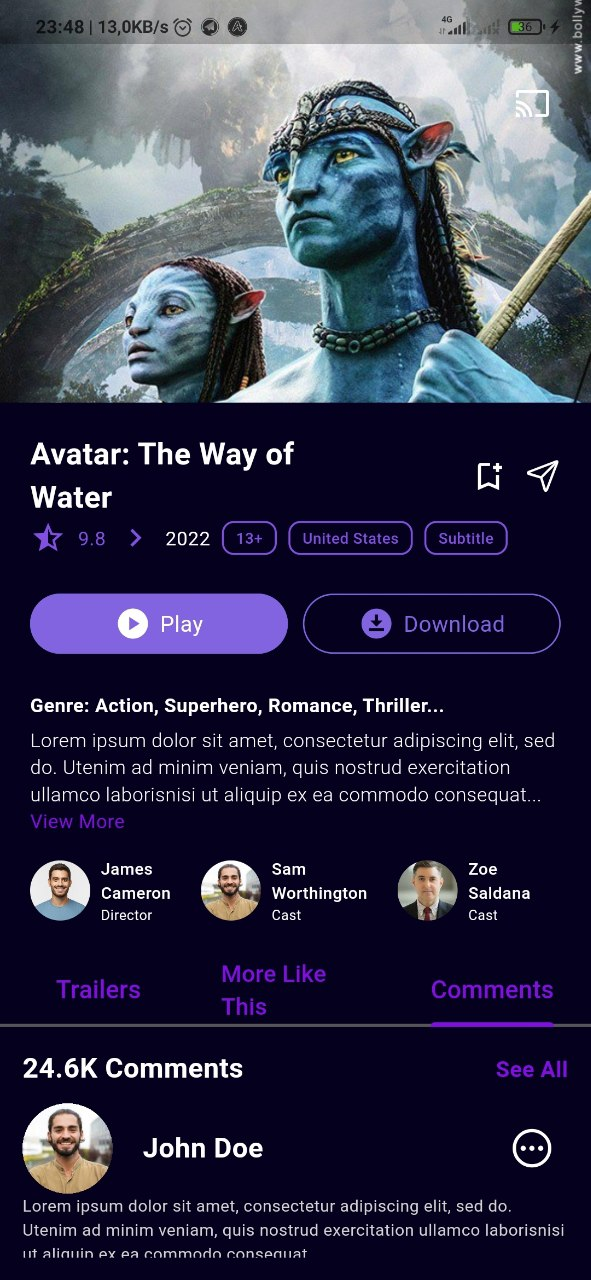 23:48 | 13,0KB/s
4G
36
www.bollyw
Avatar: The Way of
Water
9.8
2022
13+
United States
Subtitle
Play
Download
Genre: Action, Superhero, Romance, Thriller...
Lorem ipsum dolor sit amet, consectetur adipiscing elit, sed
do. Utenim ad minim veniam, quis nostrud exercitation
ullamco laborisnisi ut aliquip ex ea commodo consequat...
View More
James
Cameron
Director
Sam
Worthington
Cast
Zoe
Saldana
Cast
Trailers
More Like
This
Comments
24.6K Comments
See All
John Doe
Lorem ipsum dolor sit amet, consectetur adipiscing elit, sed do.
Utenim ad minim veniam, quis nostrud exercitation ullamco laborisnisi
ut aliquip ex ea commodo consequat